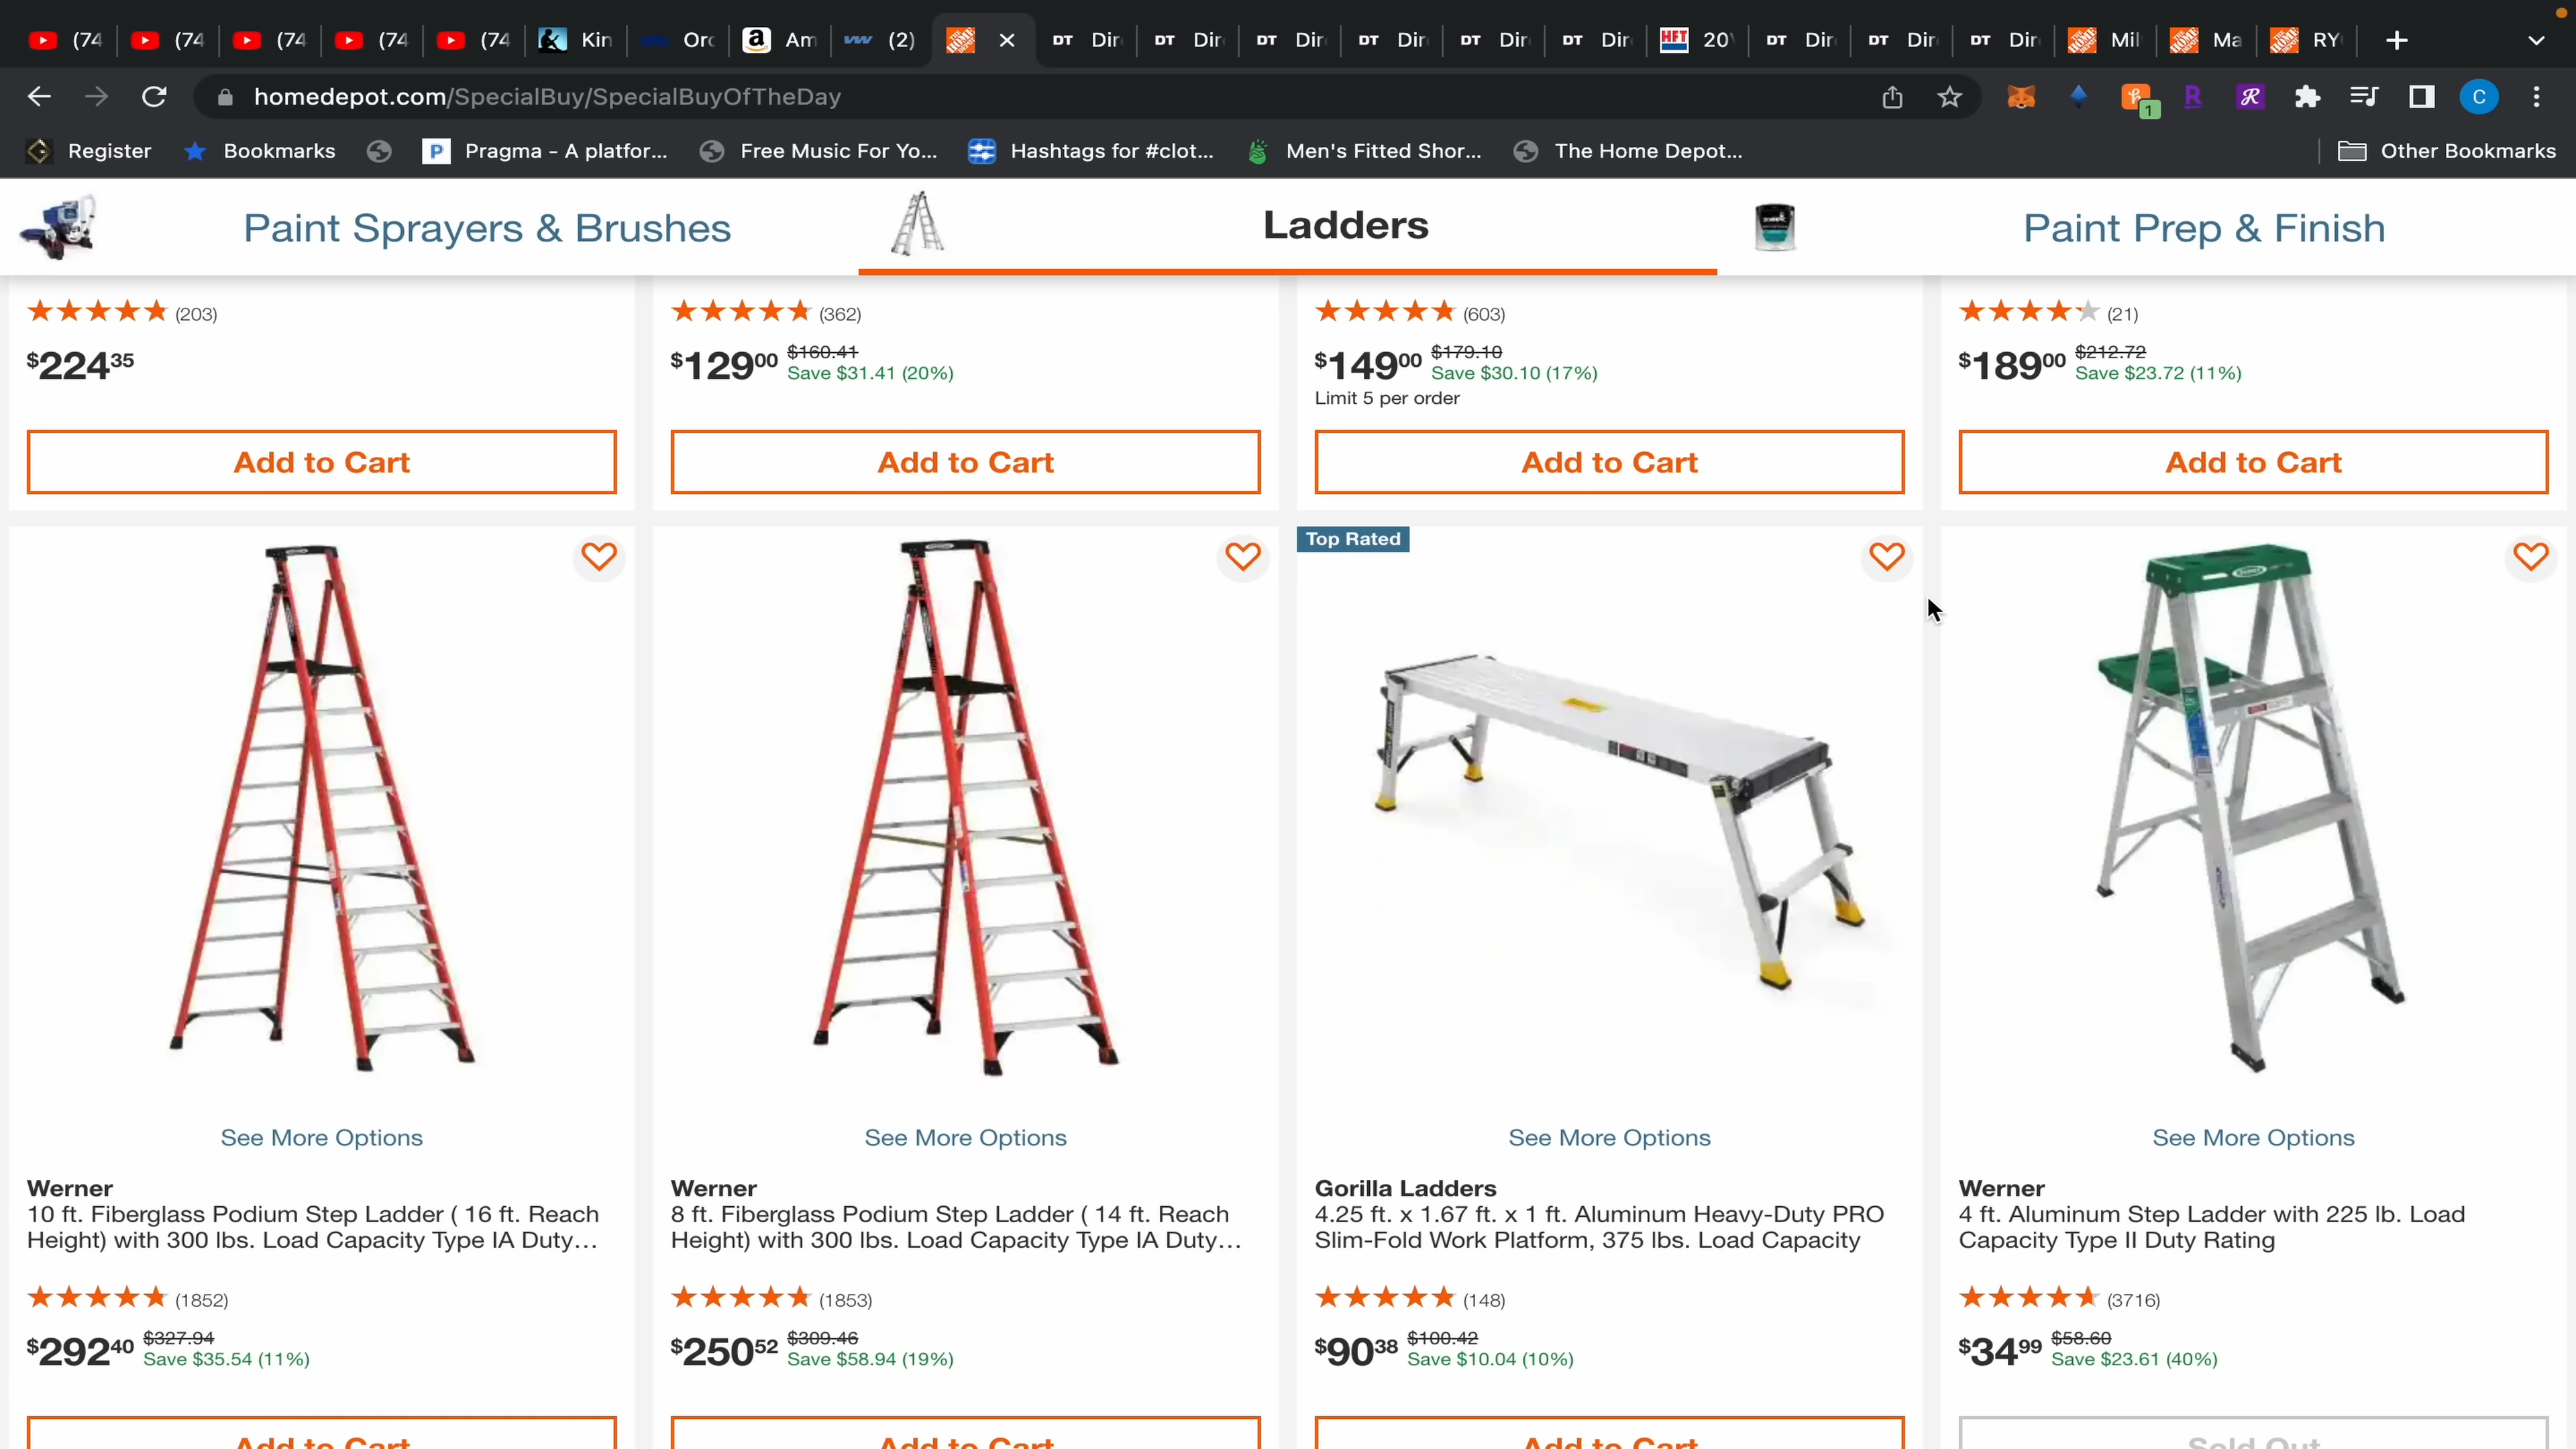 (74 (74 (74 (74 (74 Kin Orc Am (2) Dir Dir Dir Dir Dir Dir HFT 20 Dir Dir Dir Mil Ma RY
homedepot.com/SpecialBuy/SpecialBuyOfTheDay
1
C
Register Bookmarks Pragma - A platfor... Free Music For Yo... Hashtags for #clot... Men's Fitted Shor... The Home Depot... Other Bookmarks
Paint Sprayers & Brushes
Ladders
Paint Prep & Finish
(203)
$224 35
Add to Cart
(362)
$129 00 $160.41
Save $31.41 (20%)
Add to Cart
(603)
$149 00 $179.10
Save $30.10 (17%)
Limit 5 per order
Add to Cart
(21)
$189 00 $212.72
Save $23.72 (11%)
Add to Cart
See More Options
Werner
10 ft. Fiberglass Podium Step Ladder ( 16 ft. Reach
Height) with 300 lbs. Load Capacity Type IA Duty...
(1852)
$292 40 $327.94
Save $35.54 (11%)
Add to Cart
See More Options
Werner
8 ft. Fiberglass Podium Step Ladder ( 14 ft. Reach
Height) with 300 lbs. Load Capacity Type IA Duty...
(1853)
$250 52 $309.46
Save $58.94 (19%)
Add to Cart
Top Rated
See More Options
Gorilla Ladders
4.25 ft. x 1.67 ft. x 1 ft. Aluminum Heavy-Duty PRO
Slim-Fold Work Platform, 375 lbs. Load Capacity
(148)
$90 38 $100.42
Save $10.04 (10%)
Add to Cart
See More Options
Werner
4 ft. Aluminum Step Ladder with 225 lb. Load
Capacity Type II Duty Rating
(3716)
$34 99 $58.60
Save $23.61 (40%)
Sold Out